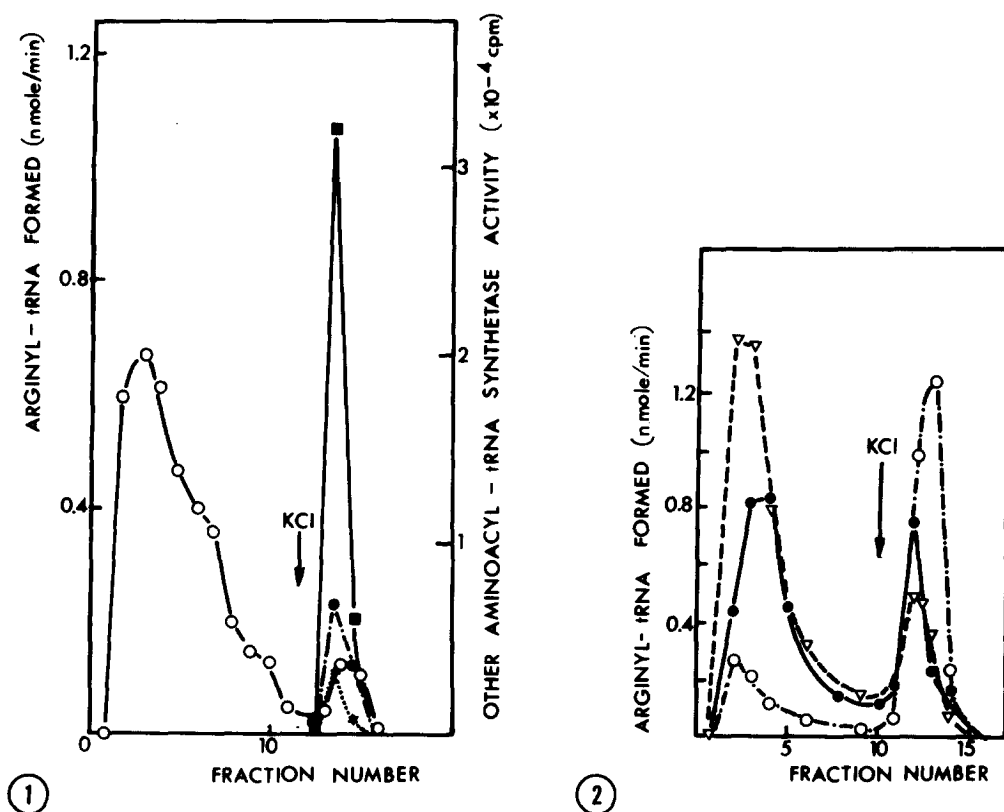 ARGINYL-tRNA FORMED (nmole/min)
1.2
0.8
0.4
OTHER AMINOACYL-tRNA SYNTHETASE ACTIVITY (x10⁻⁴ cpm)
3
2
1
KCl
0
10
FRACTION NUMBER
1
ARGINYL-tRNA FORMED (nmole/min)
1.2
0.8
0.4
KCl
5
10
15
FRACTION NUMBER
2